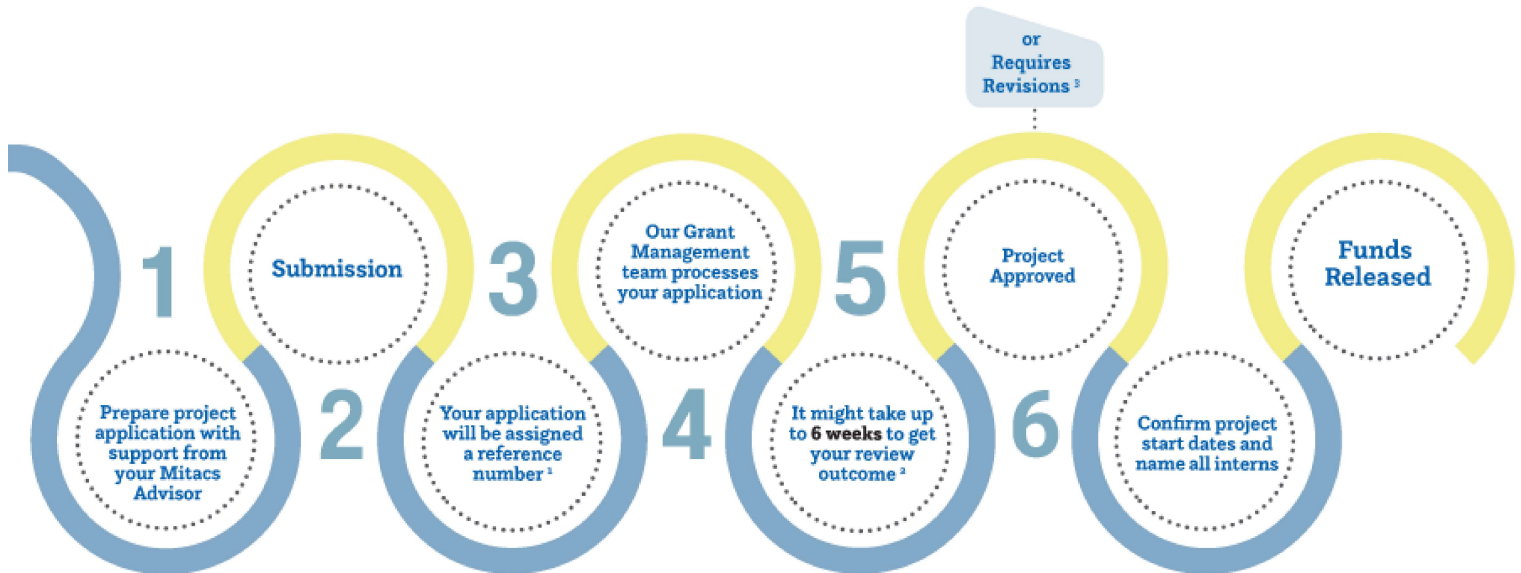 1
Prepare project
application with
support from
your Mitacs
Advisor
Submission
2
Your application
will be assigned
a reference
number ¹
3
Our Grant
Management
team processes
your application
4
It might take up
to 6 weeks to get
your review
outcome ²
5
Project
Approved
or
Requires
Revisions ³
6
Confirm project
start dates and
name all interns
Funds
Released